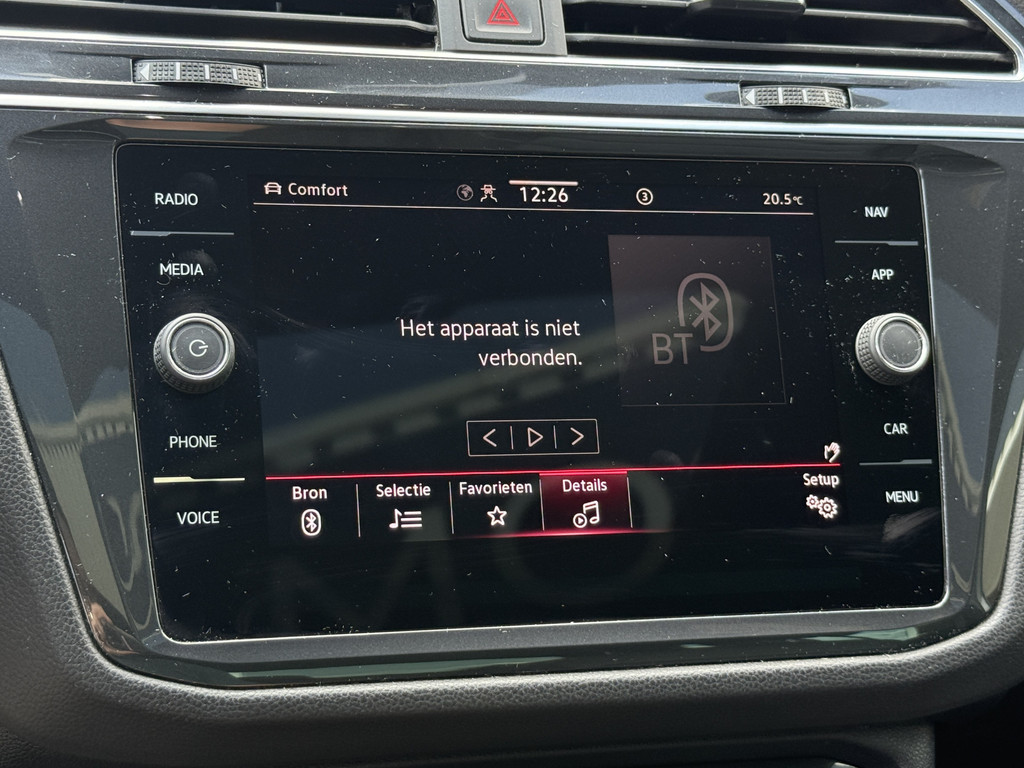 RADIO
MEDIA
PHONE
VOICE
Comfort
12:26
3
20.5°C
Het apparaat is niet
verbonden.
BT
Bron
Selectie
Favorieten
Details
Setup
NAV
APP
CAR
MENU